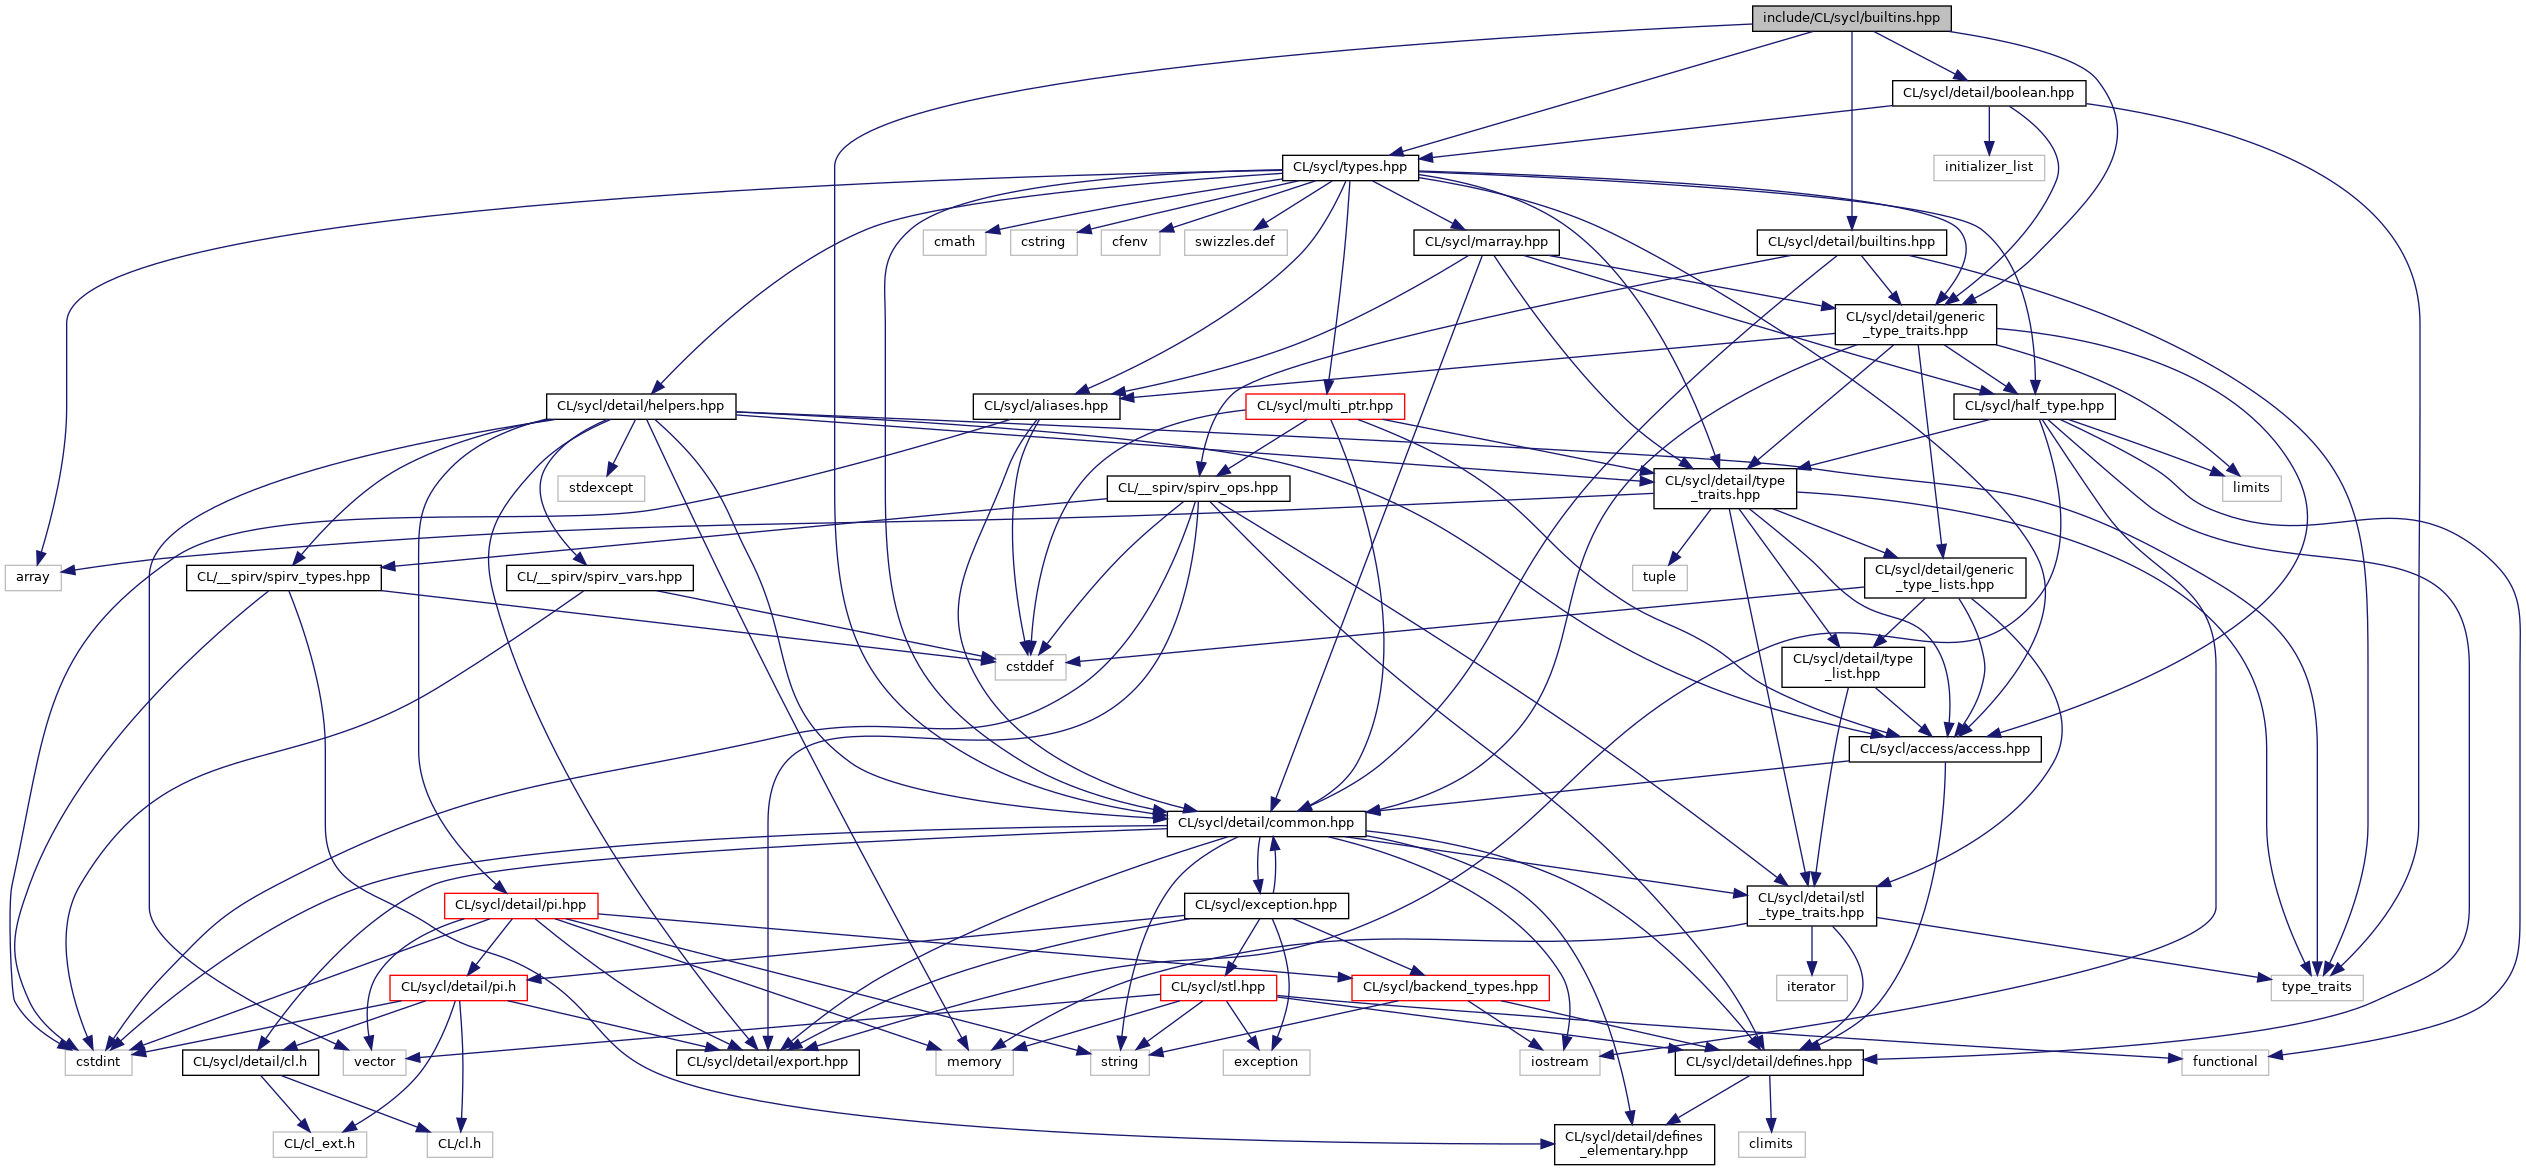 include/CL/sycl/builtins.hpp
CL/sycl/detail/boolean.hpp
CL/sycl/types.hpp
initializer_list
cmath
cstring
cfenv
swizzles.def
CL/sycl/marray.hpp
CL/sycl/detail/builtins.hpp
CL/sycl/detail/generic
_type_traits.hpp
CL/sycl/detail/helpers.hpp
CL/sycl/aliases.hpp
CL/sycl/multi_ptr.hpp
CL/sycl/half_type.hpp
stdexcept
CL/__spirv/spirv_ops.hpp
CL/sycl/detail/type
_traits.hpp
limits
array
CL/__spirv/spirv_types.hpp
CL/__spirv/spirv_vars.hpp
tuple
CL/sycl/detail/generic
_type_lists.hpp
cstddef
CL/sycl/detail/type
_list.hpp
CL/sycl/access/access.hpp
CL/sycl/detail/common.hpp
CL/sycl/detail/pi.hpp
CL/sycl/exception.hpp
CL/sycl/detail/stl
_type_traits.hpp
CL/sycl/detail/pi.h
CL/sycl/stl.hpp
CL/sycl/backend_types.hpp
iterator
type_traits
cstdint
CL/sycl/detail/cl.h
vector
CL/sycl/detail/export.hpp
memory
string
exception
iostream
CL/sycl/detail/defines.hpp
functional
CL/cl_ext.h
CL/cl.h
CL/sycl/detail/defines
_elementary.hpp
climits